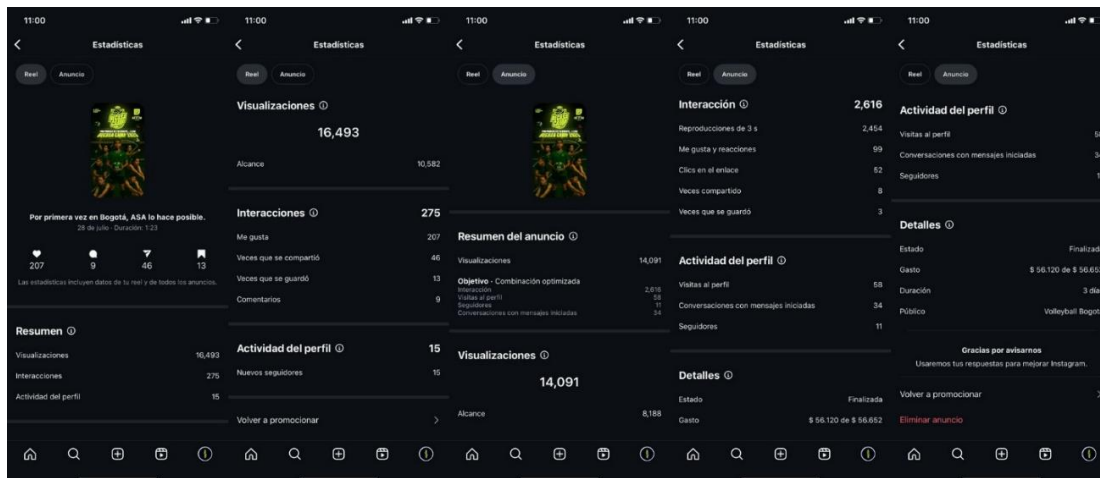 11:00
Estadísticas
Reel Anuncio
Por primera vez en Bogotá, ASA lo hace posible.
28 de julio · Duración: 1:23
207 9 46 13
Las estadísticas incluyen datos de tu reel y de todos los anuncios.
Resumen
Visualizaciones 16,493
Interacciones 275
Actividad del perfil 15
11:00
Estadísticas
Reel Anuncio
Visualizaciones
16,493
Alcance 10,582
Interacciones 275
Me gusta 207
Veces que se compartió 46
Veces que se guardó 13
Comentarios 9
Actividad del perfil 15
Nuevos seguidores 15
Volver a promocionar
11:00
Estadísticas
Reel Anuncio
Resumen del anuncio
Visualizaciones 14,091
Objetivo - Combinación optimizada
Interacción 2,616
Visitas al perfil 58
Seguidores 11
Conversaciones con mensajes iniciadas 34
Visualizaciones
14,091
Alcance 8,188
11:00
Estadísticas
Reel Anuncio
Interacción 2,616
Reproducciones de 3 s 2,454
Me gusta y reacciones 99
Clics en el enlace 52
Veces compartido 8
Veces que se guardó 3
Actividad del perfil
Visitas al perfil 58
Conversaciones con mensajes iniciadas 34
Seguidores 11
Detalles
Estado Finalizada
Gasto $ 56.120 de $ 56.652
11:00
Estadísticas
Reel Anuncio
Actividad del perfil
Visitas al perfil
Conversaciones con mensajes iniciadas
Seguidores
Detalles
Estado Finalizad
Gasto $ 56.120 de $ 56.65
Duración 3 día
Público Volleyball Bogot
Gracias por avisarnos
Usaremos tus respuestas para mejorar Instagram.
Volver a promocionar
Eliminar anuncio